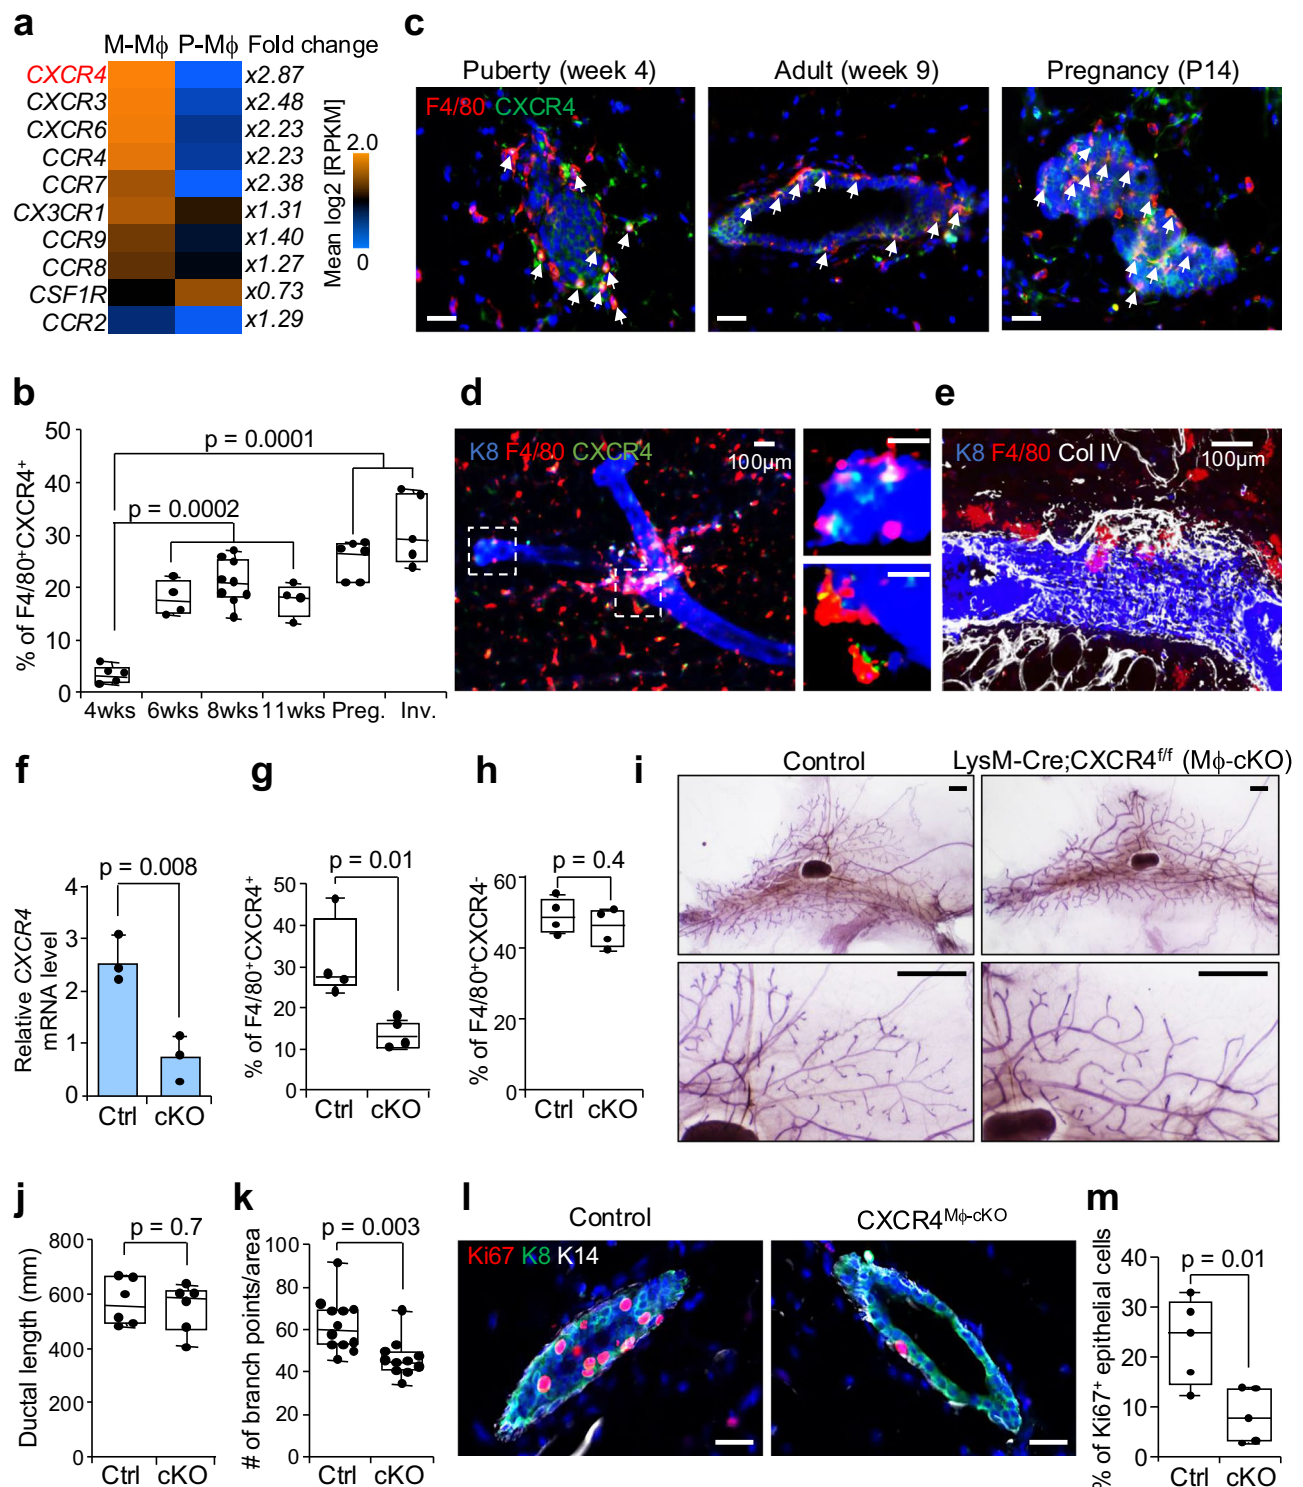 a
M-Mϕ P-Mϕ Fold change
CXCR4 x2.87
CXCR3 x2.48
CXCR6 x2.23
CCR4 x2.23
CCR7 x2.38
CX3CR1 x1.31
CCR9 x1.40
CCR8 x1.27
CSF1R x0.73
CCR2 x1.29
2.0
0
Mean log2 [RPKM]
c
Puberty (week 4)
Adult (week 9)
Pregnancy (P14)
F4/80 CXCR4
b
% of F4/80⁺CXCR4⁺
50
40
30
20
10
0
p = 0.0001
p = 0.0002
4wks 6wks 8wks 11wks Preg. Inv.
d
K8 F4/80 CXCR4
100µm
e
K8 F4/80 Col IV
100µm
f
Relative CXCR4
mRNA level
p = 0.008
4
3
2
1
0
Ctrl cKO
g
% of F4/80⁺CXCR4⁺
p = 0.01
50
40
30
20
10
0
Ctrl cKO
h
% of F4/80⁺CXCR4⁻
p = 0.4
60
40
20
0
Ctrl cKO
i
Control
LysM-Cre;CXCR4f/f (Mϕ-cKO)
j
Ductal length (mm)
p = 0.7
800
600
400
200
0
Ctrl cKO
k
# of branch points/area
p = 0.003
100
80
60
40
20
0
Ctrl cKO
l
Control
CXCR4Mϕ-cKO
Ki67 K8 K14
m
% of Ki67⁺ epithelial cells
p = 0.01
40
30
20
10
0
Ctrl cKO